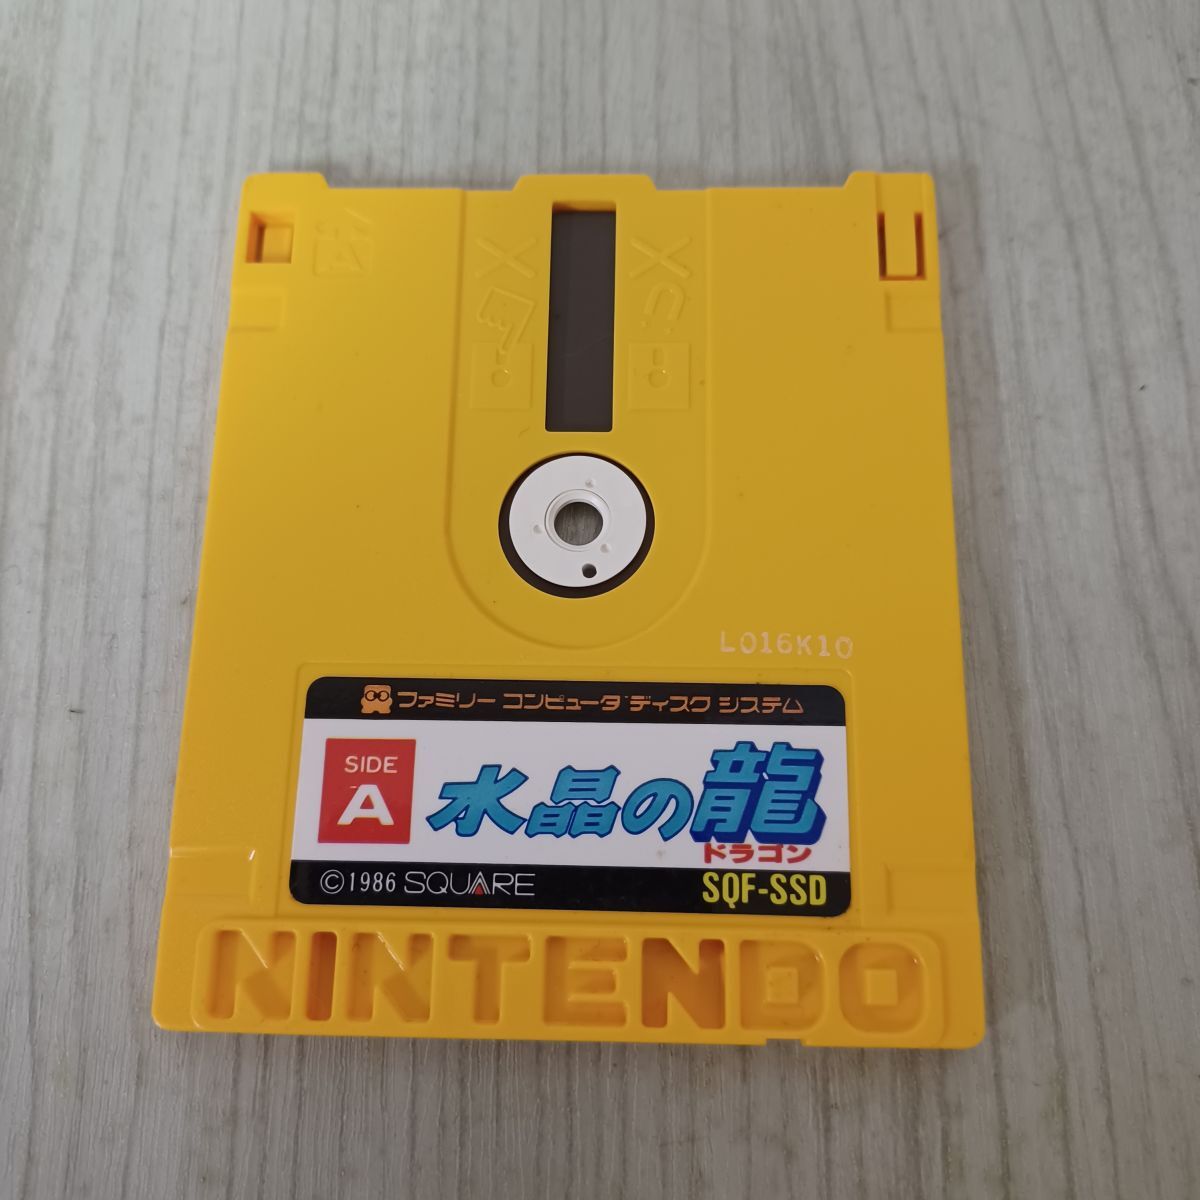 L016K10
ファミリー コンピュータ ディスク システム
SIDE
A
水晶の龍
ドラゴン
©1986 SQUARE
SQF-SSD
NINTENDO